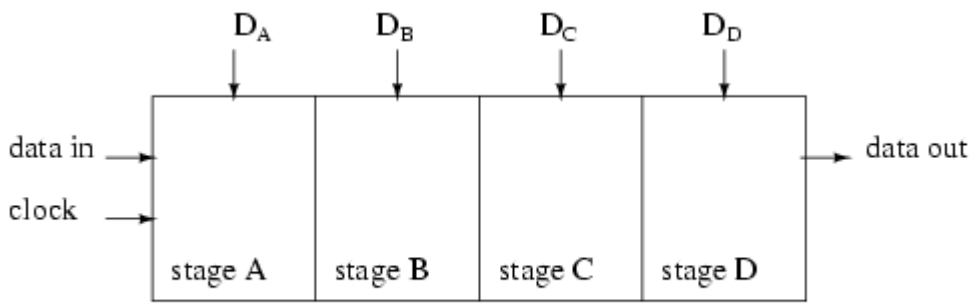 D_A D_B D_C D_D
data in data out
clock
stage A stage B stage C stage D